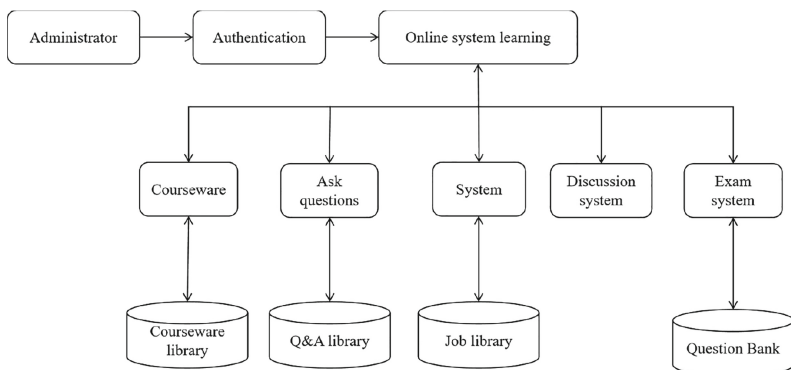 Administrator
Authentication
Online system learning
Courseware
Ask
questions
System
Discussion
system
Exam
system
Courseware
library
Q&A library
Job library
Question Bank